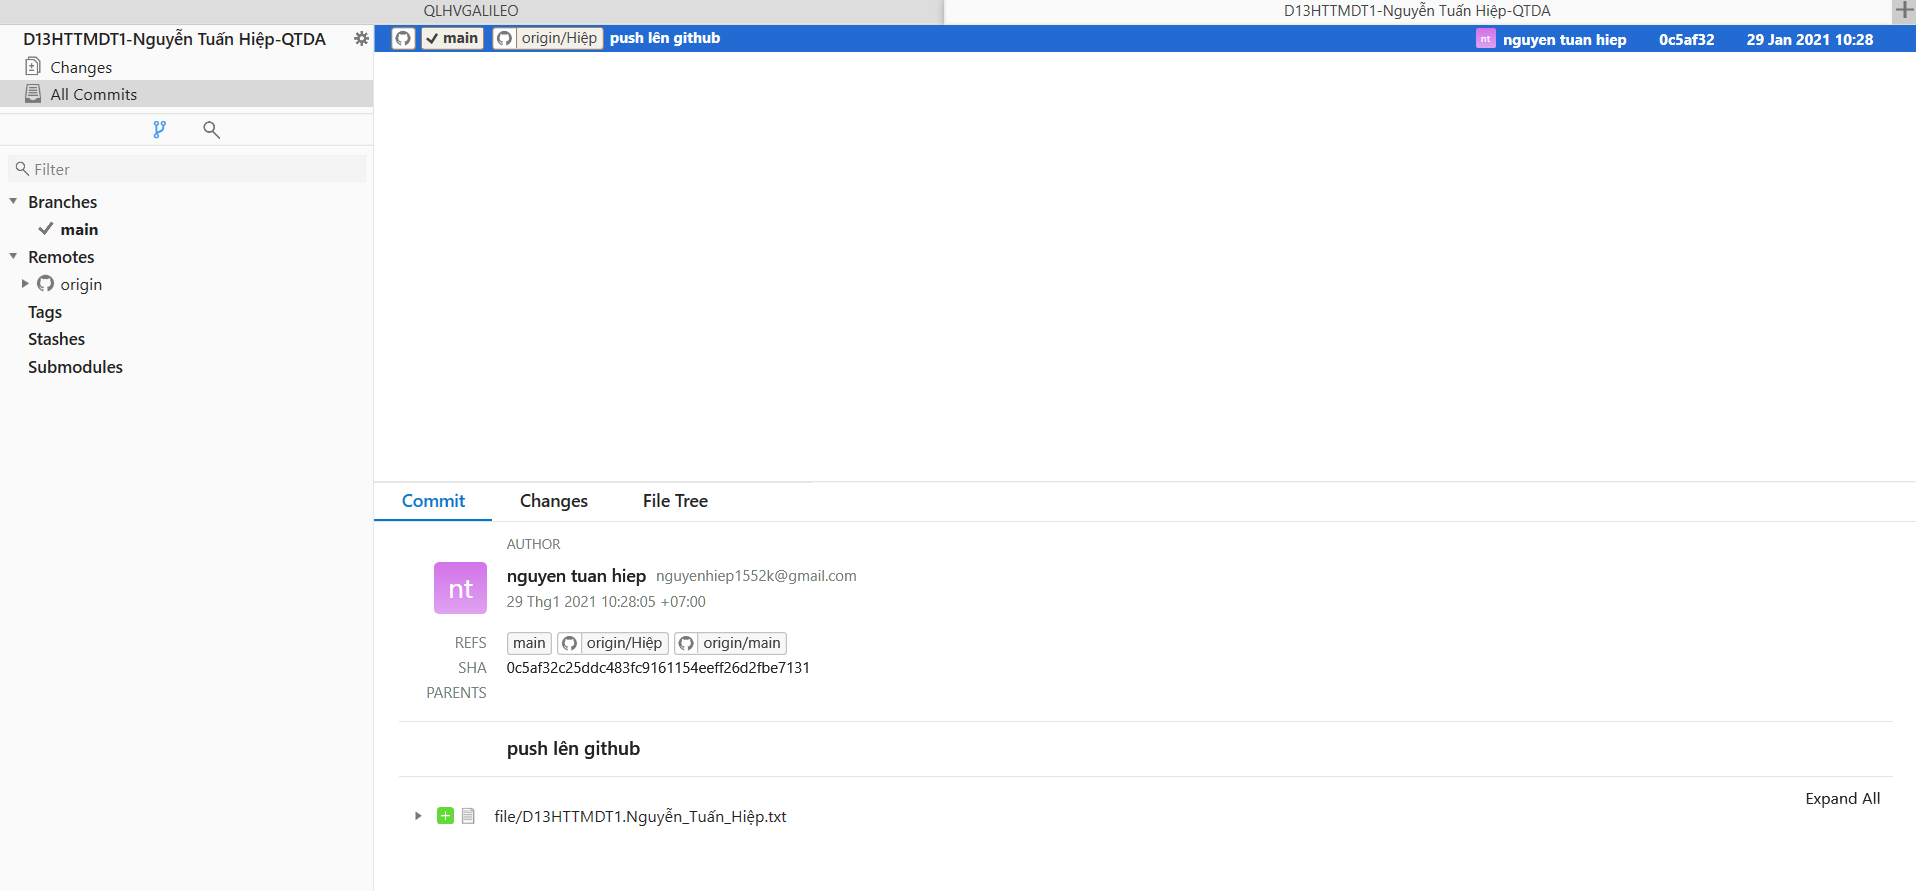 QLHVGALILEO
D13HTTMDT1-Nguyễn Tuấn Hiệp-QTDA
D13HTTMDT1-Nguyễn Tuấn Hiệp-QTDA
main origin/Hiệp push lên github nt nguyen tuan hiep 0c5af32 29 Jan 2021 10:28
Changes
All Commits
Filter
Branches
main
Remotes
origin
Tags
Stashes
Submodules
Commit Changes File Tree
AUTHOR
nt
nguyen tuan hiep nguyenhiep1552k@gmail.com
29 Thg1 2021 10:28:05 +07:00
REFS main origin/Hiệp origin/main
SHA 0c5af32c25ddc483fc9161154eeff26d2fbe7131
PARENTS
push lên github
Expand All
file/D13HTTMDT1.Nguyễn_Tuấn_Hiệp.txt